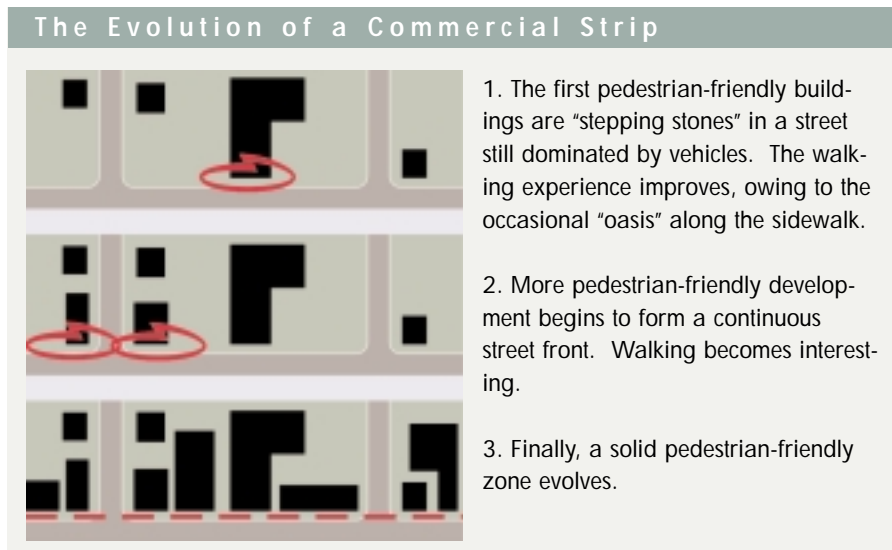 The Evolution of a Commercial Strip
1. The first pedestrian-friendly build-
ings are “stepping stones” in a street
still dominated by vehicles. The walk-
ing experience improves, owing to the
occasional “oasis” along the sidewalk.
2. More pedestrian-friendly develop-
ment begins to form a continuous
street front. Walking becomes interest-
ing.
3. Finally, a solid pedestrian-friendly
zone evolves.